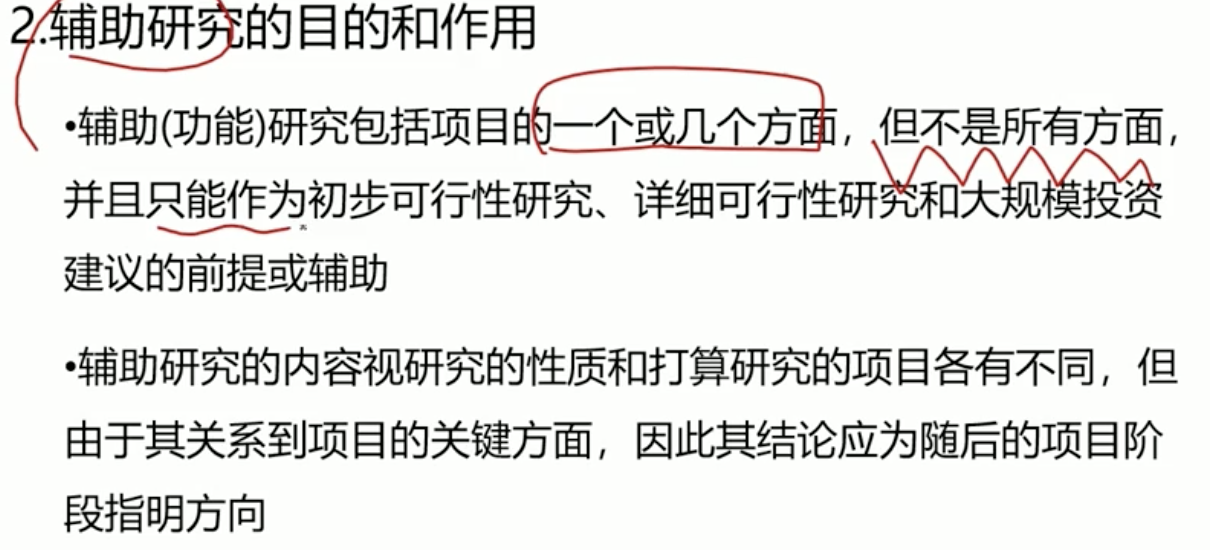 2.辅助研究的目的和作用
•辅助(功能)研究包括项目的一个或几个方面，但不是所有方面，
并且只能作为初步可行性研究、详细可行性研究和大规模投资
建议的前提或辅助
•辅助研究的内容视研究的性质和打算研究的项目各有不同，但
由于其关系到项目的关键方面，因此其结论应为随后的项目阶
段指明方向